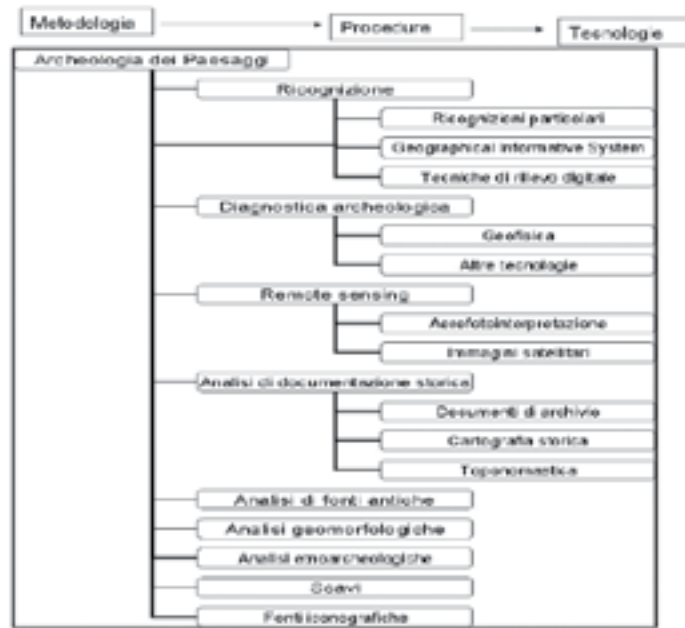 Metodologie
Procedure
Tecnologie
Archeologia dei Paesaggi
Ricognizione
Ricognizioni particolari
Geographical Informative System
Tecniche di rilievo digitale
Diagnostica archeologica
Geofisica
Altre tecnologie
Remote sensing
Aerofotointerpretazione
Immagini satellitari
Analisi di documentazione storica
Documenti di archivio
Cartografia storica
Toponomastica
Analisi di fonti antiche
Analisi geomorfologiche
Analisi etnoarcheologiche
Scavi
Fonti iconografiche